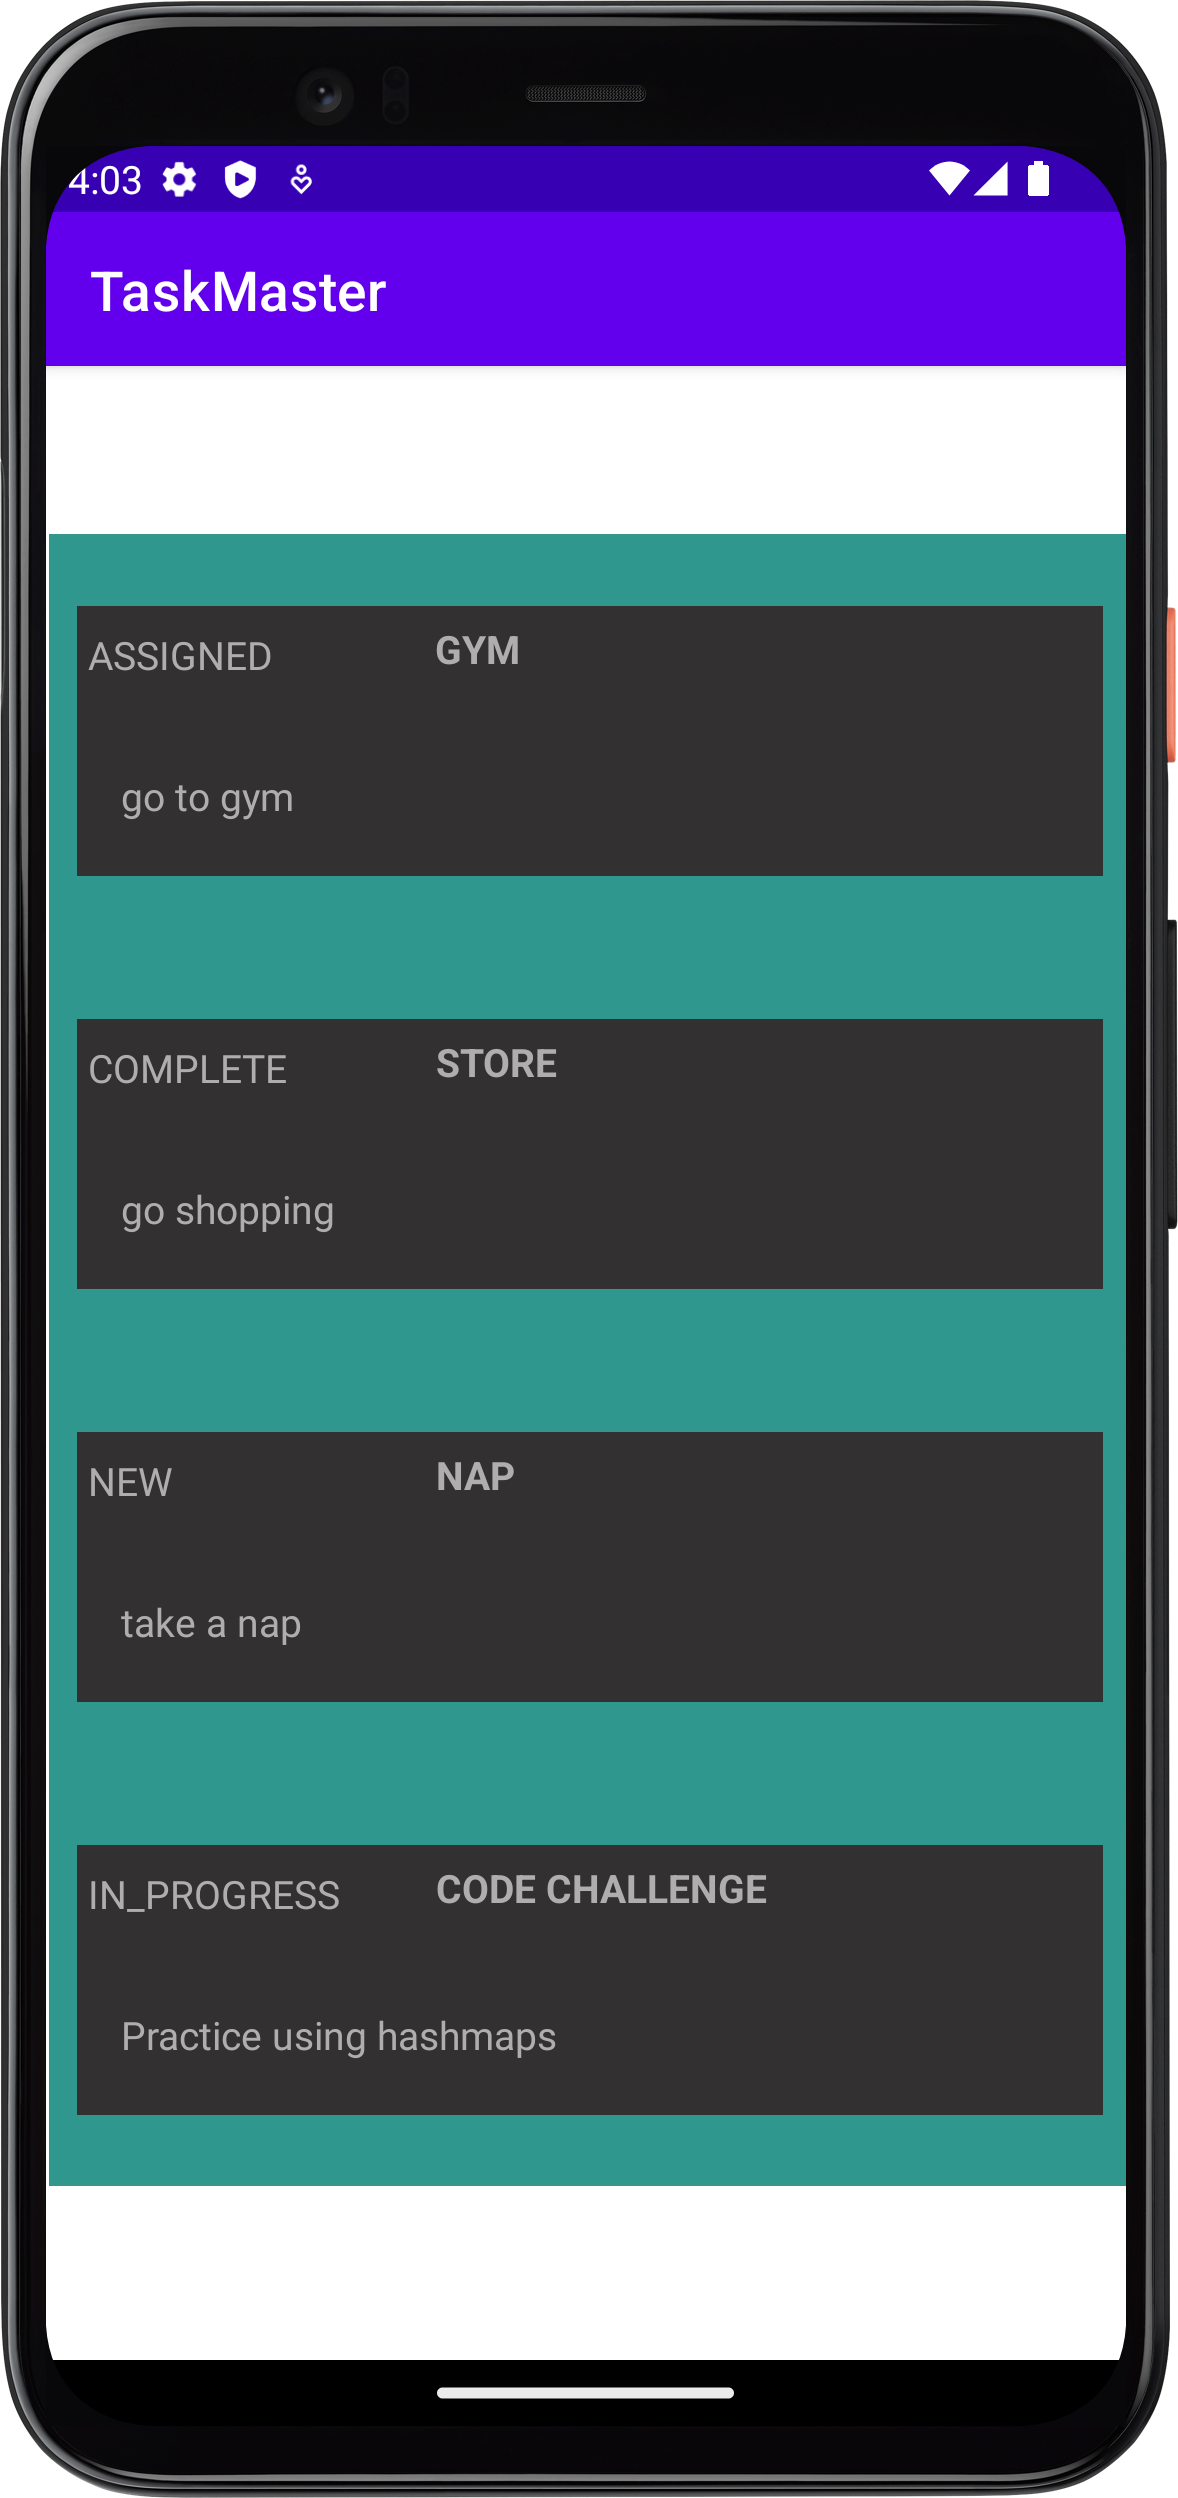 4:03
TaskMaster
ASSIGNED GYM
go to gym
COMPLETE STORE
go shopping
NEW NAP
take a nap
IN_PROGRESS CODE CHALLENGE
Practice using hashmaps